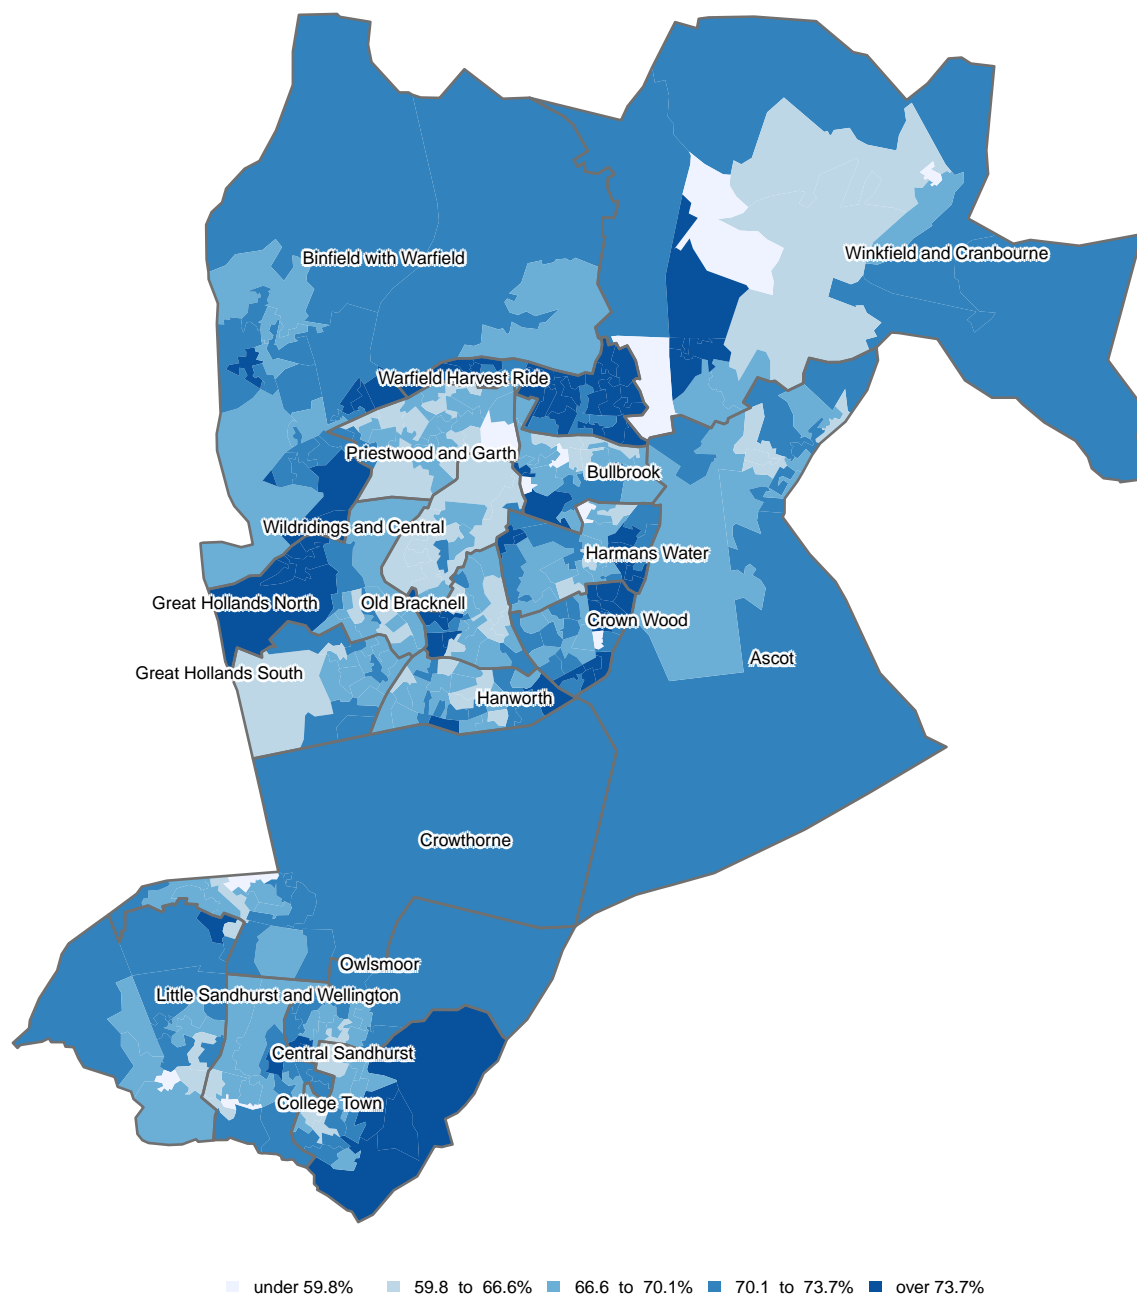 Binfield with Warfield
Winkfield and Cranbourne
Warfield Harvest Ride
Priestwood and Garth
Bullbrook
Wildridings and Central
Harmans Water
Great Hollands North
Old Bracknell
Crown Wood
Ascot
Great Hollands South
Hanworth
Crowthorne
Owlsmoor
Little Sandhurst and Wellington
Central Sandhurst
College Town
under 59.8% 59.8 to 66.6% 66.6 to 70.1% 70.1 to 73.7% over 73.7%